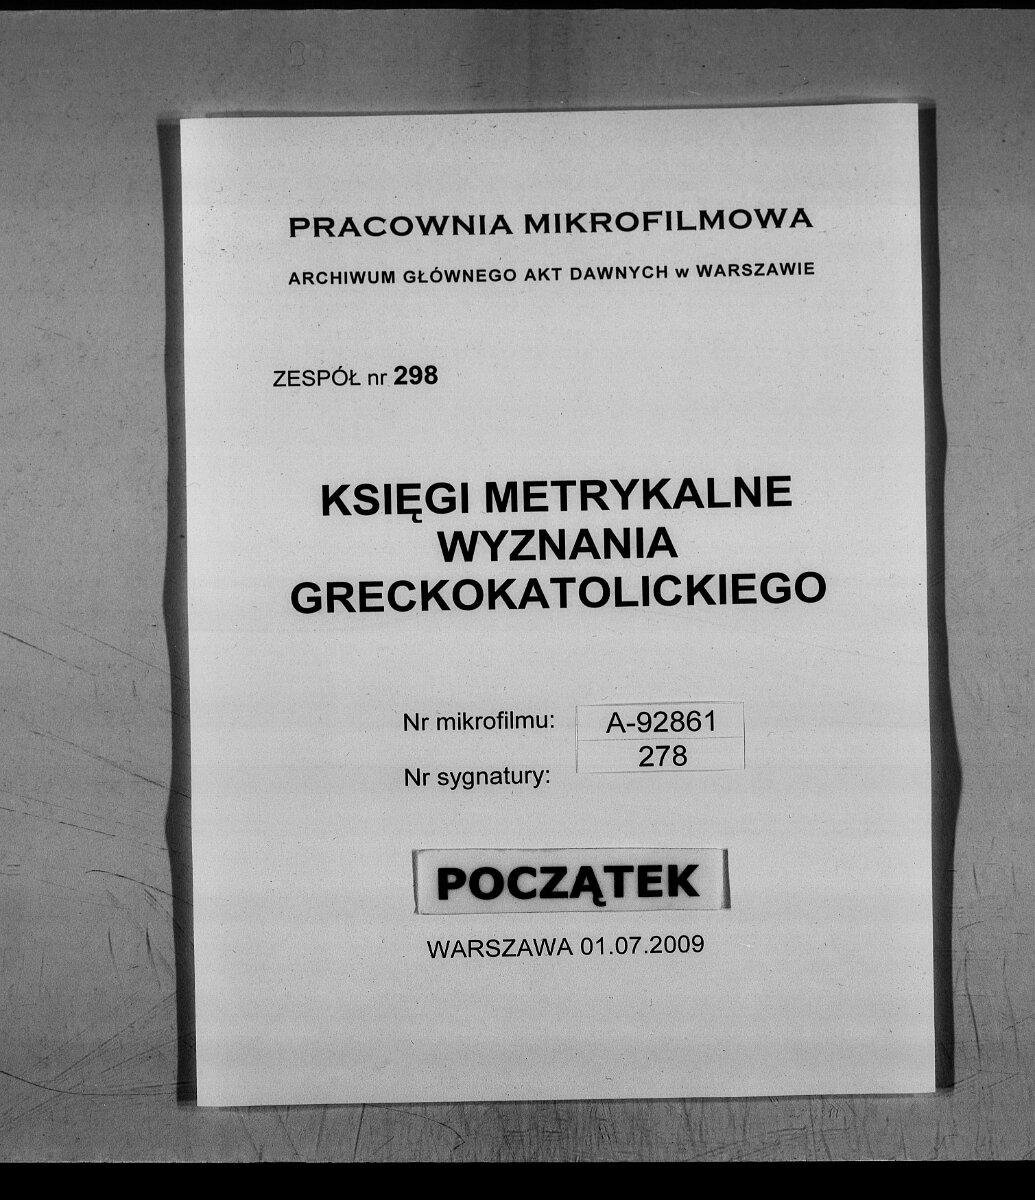 PRACOWNIA MIKROFILMOWA
ARCHIWUM GŁÓWNEGO AKT DAWNYCH w WARSZAWIE
ZESPÓŁ nr 298
KSIĘGI METRYKALNE
WYZNANIA
GRECKOKATOLICKIEGO
Nr mikrofilmu: A-92861
278
Nr sygnatury:
POCZĄTEK
WARSZAWA 01.07.2009